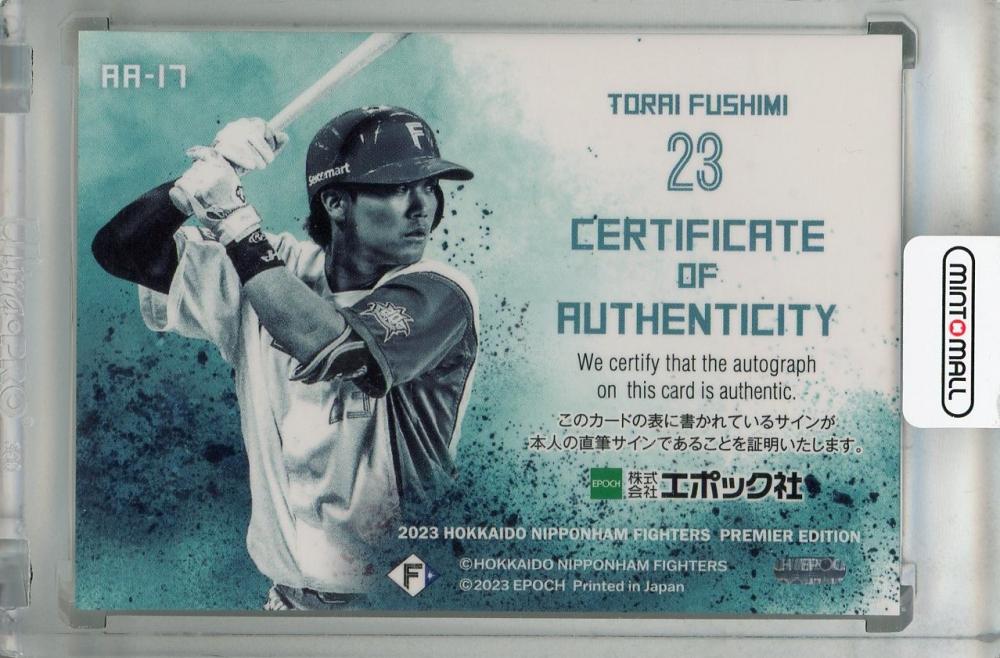 AA-17
TORAI FUSHIMI
23
CERTIFICATE
OF
AUTHENTICITY
We certify that the autograph
on this card is authentic.
このカードの表に書かれているサインが
本人の直筆サインであることを証明いたします。
EPOCH 株式会社 エポック社
2023 HOKKAIDO NIPPONHAM FIGHTERS PREMIER EDITION
©HOKKAIDO NIPPONHAM FIGHTERS
©2023 EPOCH Printed in Japan
F
Seicomart
F
MINT MALL
EPOCH